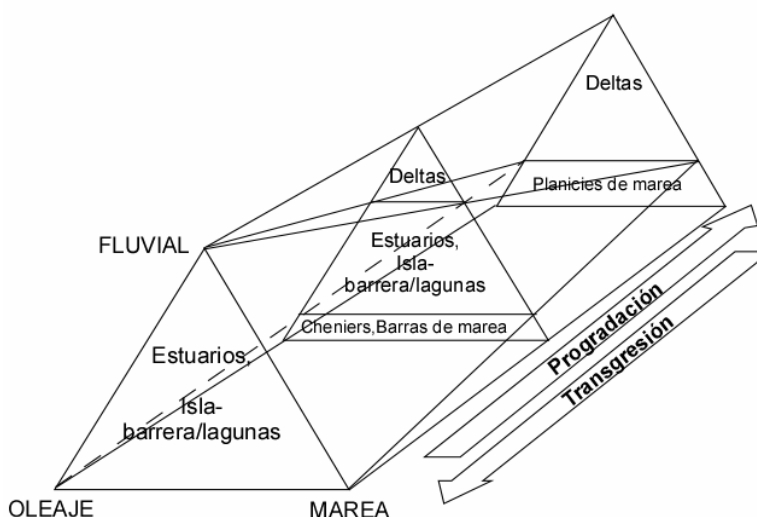 Deltas
Planicies de marea
Deltas
FLUVIAL
Estuarios,
Isla-
barrera/lagunas
Cheniers,Barras de marea
Progradación
Transgresión
Estuarios,
Isla-
barrera/lagunas
OLEAJE
MAREA